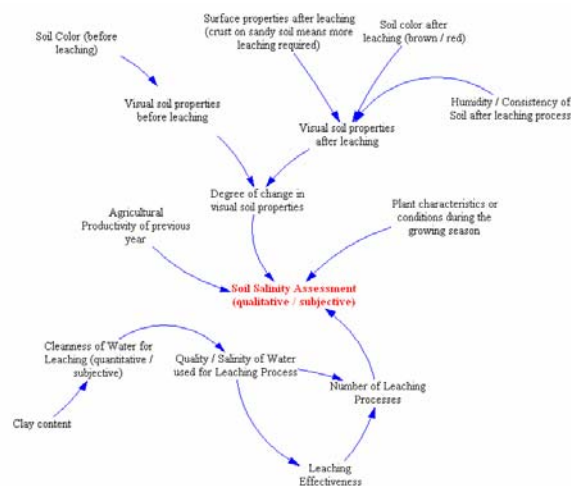 Surface properties after leaching
(crust on sandy soil means more
leaching required)
Soil color after
leaching (brown / red)
Soil Color (before
leaching)
Visual soil properties
before leaching
Humidity / Consistency of
Soil after leaching process
Visual soil properties
after leaching
Degree of change in
visual soil properties
Agricultural
Productivity of previous
year
Plant characteristics or
conditions during the
growing season
Soil Salinity Assessment
(qualitative / subjective)
Cleanness of Water for
Leaching (quantitative /
subjective)
Quality / Salinity of Water
used for Leaching Process
Number of Leaching
Processes
Clay content
Leaching
Effectiveness